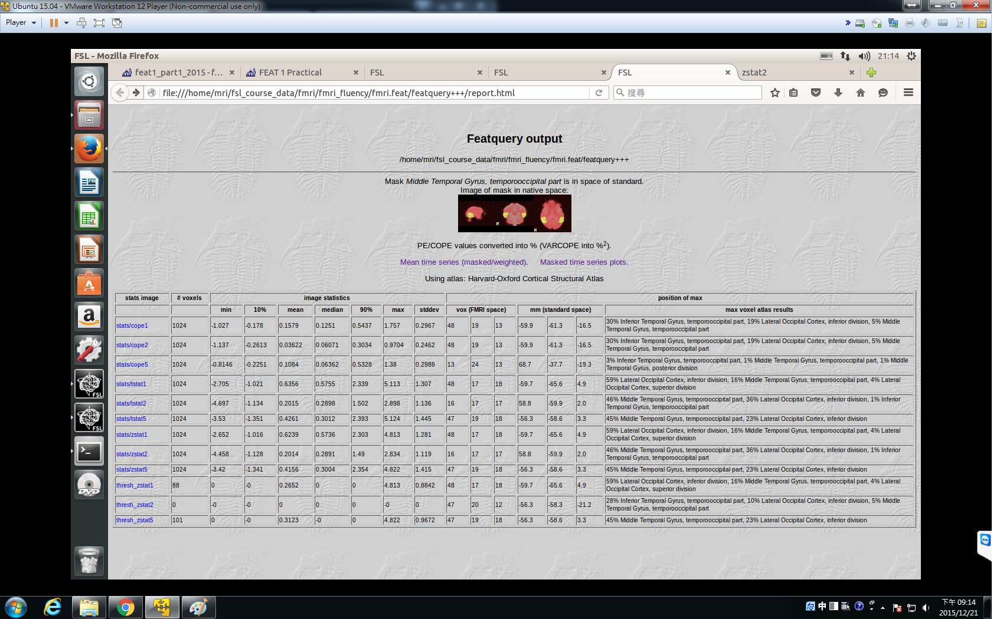 Ubuntu 15.04 - VMware Workstation 12 Player (Non-commercial use only)
Player
FSL - Mozilla Firefox
21:14
feat1_part1_2015 - f...
FEAT 1 Practical
FSL
FSL
FSL
zstat2
file:///home/mri/fsl_course_data/fmri/fmri_fluency/fmri.feat/featquery+++/report.html
搜尋
Featquery output
/home/mri/fsl_course_data/fmri/fmri_fluency/fmri.feat/featquery+++
Mask Middle Temporal Gyrus, temporooccipital part is in space of standard.
Image of mask in native space:
R
R
PE/COPE values converted into % (VARCOPE into %2).
Mean time series (masked/weighted). Masked time series plots.
Using atlas: Harvard-Oxford Cortical Structural Atlas
stats image # voxels image statistics position of max
min 10% mean median 90% max stddev vox (FMRI space) mm (standard space) max voxel atlas results
stats/cope1 1024 -1.027 -0.178 0.1579 0.1251 0.5437 1.757 0.2967 48 19 13 -59.9 -61.3 -16.5 30% Inferior Temporal Gyrus, temporooccipital part, 19% Lateral Occipital Cortex, inferior division, 5% Middle
Temporal Gyrus, temporooccipital part
stats/cope2 1024 -1.137 -0.2613 0.03622 0.06071 0.3034 0.9704 0.2462 48 19 13 -59.9 -61.3 -16.5 30% Inferior Temporal Gyrus, temporooccipital part, 19% Lateral Occipital Cortex, inferior division, 5% Middle
Temporal Gyrus, temporooccipital part
stats/cope5 1024 -0.8146 -0.2251 0.1084 0.06362 0.5328 1.38 0.2988 13 24 13 68.7 -37.7 -19.3 3% Inferior Temporal Gyrus, temporooccipital part, 1% Middle Temporal Gyrus, temporooccipital part, 1% Middle
Temporal Gyrus, posterior division
stats/tstat1 1024 -2.705 -1.021 0.6356 0.5755 2.339 5.113 1.307 48 17 18 -59.7 -65.6 4.9 59% Lateral Occipital Cortex, inferior division, 16% Middle Temporal Gyrus, temporooccipital part, 4% Lateral
Occipital Cortex, superior division
stats/tstat2 1024 -4.697 -1.134 0.2015 0.2898 1.502 2.898 1.136 16 17 17 58.8 -59.9 2.0 46% Middle Temporal Gyrus, temporooccipital part, 36% Lateral Occipital Cortex, inferior division, 1% Inferior
Temporal Gyrus, temporooccipital part
stats/tstat5 1024 -3.53 -1.351 0.4261 0.3012 2.393 5.124 1.445 47 19 18 -56.3 -58.6 3.3 45% Middle Temporal Gyrus, temporooccipital part, 23% Lateral Occipital Cortex, inferior division
stats/zstat1 1024 -2.652 -1.016 0.6239 0.5736 2.303 4.813 1.281 48 17 18 -59.7 -65.6 4.9 59% Lateral Occipital Cortex, inferior division, 16% Middle Temporal Gyrus, temporooccipital part, 4% Lateral
Occipital Cortex, superior division
stats/zstat2 1024 -4.458 -1.128 0.2014 0.2891 1.49 2.834 1.119 16 17 17 58.8 -59.9 2.0 46% Middle Temporal Gyrus, temporooccipital part, 36% Lateral Occipital Cortex, inferior division, 1% Inferior
Temporal Gyrus, temporooccipital part
stats/zstat5 1024 -3.42 -1.341 0.4156 0.3004 2.354 4.822 1.415 47 19 18 -56.3 -58.6 3.3 45% Middle Temporal Gyrus, temporooccipital part, 23% Lateral Occipital Cortex, inferior division
thresh_zstat1 88 0 -0 0.2652 0 0 4.813 0.8842 48 17 18 -59.7 -65.6 4.9 59% Lateral Occipital Cortex, inferior division, 16% Middle Temporal Gyrus, temporooccipital part, 4% Lateral
Occipital Cortex, superior division
thresh_zstat2 0 -0 -0 0 0 0 -0 0 47 20 12 -56.3 -58.3 -21.2 28% Inferior Temporal Gyrus, temporooccipital part, 10% Lateral Occipital Cortex, inferior division, 5% Middle
Temporal Gyrus, temporooccipital part
thresh_zstat5 101 0 -0 0.3123 -0 0 4.822 0.9672 47 19 18 -56.3 -58.6 3.3 45% Middle Temporal Gyrus, temporooccipital part, 23% Lateral Occipital Cortex, inferior division
FSL
FSL
DVD
中
下午 09:14
2015/12/21